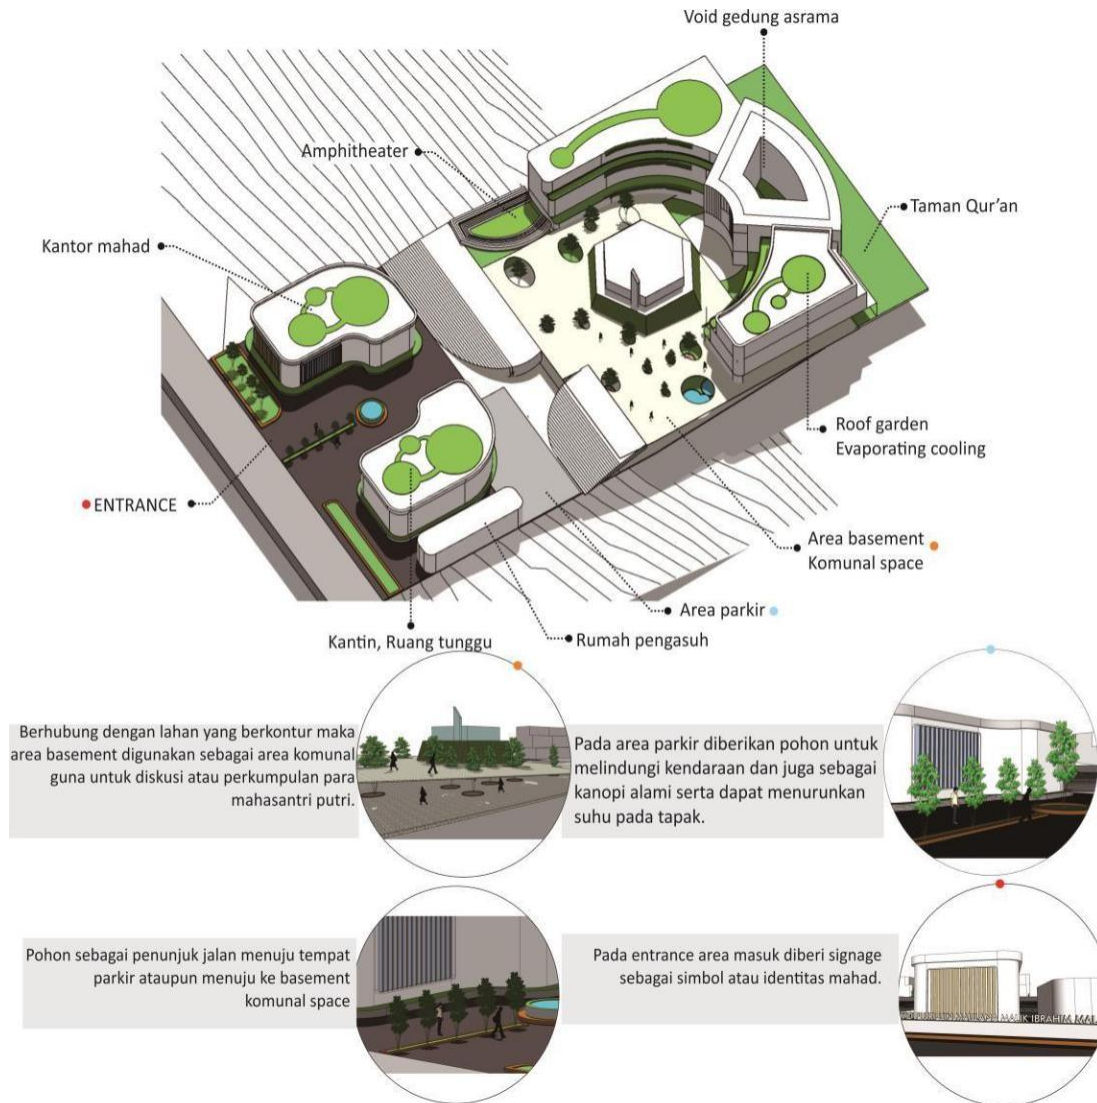 Void gedung asrama
Amphitheater
Taman Qur'an
Kantor mahad
Roof garden
Evaporating cooling
ENTRANCE
Area basement
Komunal space
Area parkir
Kantin, Ruang tunggu
Rumah pengasuh
Berhubung dengan lahan yang berkontur maka
area basement digunakan sebagai area komunal
guna untuk diskusi atau perkumpulan para
mahasantri putri.
Pada area parkir diberikan pohon untuk
melindungi kendaraan dan juga sebagai
kanopi alami serta dapat menurunkan
suhu pada tapak.
Pohon sebagai penunjuk jalan menuju tempat
parkir ataupun menuju ke basement
komunal space
Pada entrance area masuk diberi signage
sebagai simbol atau identitas mahad.
MAULANA MALIK IBRAHIM